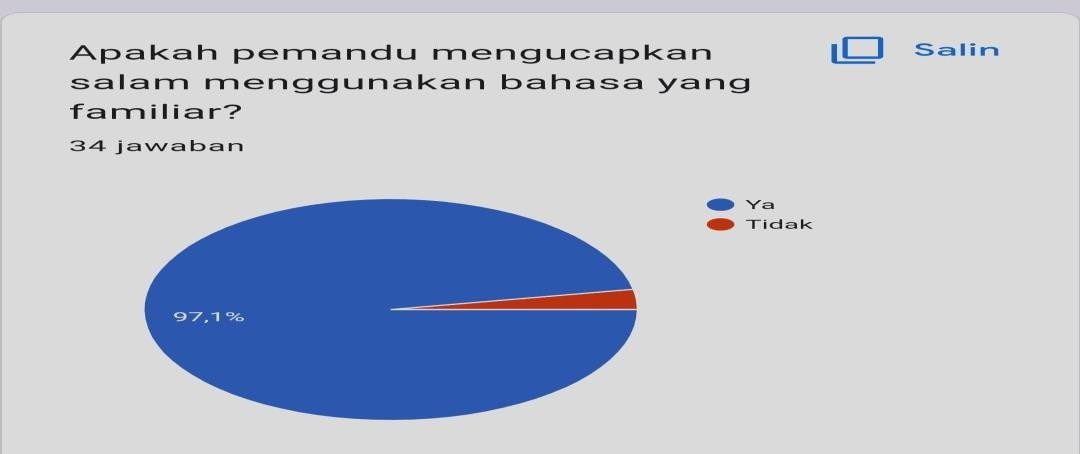 Apakah pemandu mengucapkan
salam menggunakan bahasa yang
familiar?
Salin
34 jawaban
Ya
Tidak
97,1%